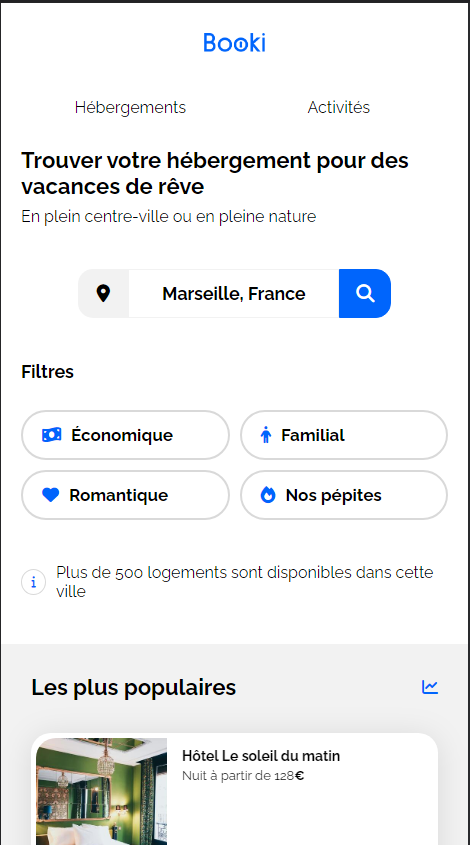 Booki
Hébergements
Activités
Trouver votre hébergement pour des
vacances de rêve
En plein centre-ville ou en pleine nature
Marseille, France
Filtres
Économique
Familial
Romantique
Nos pépites
Plus de 500 logements sont disponibles dans cette
ville
Les plus populaires
Hôtel Le soleil du matin
Nuit à partir de 128€